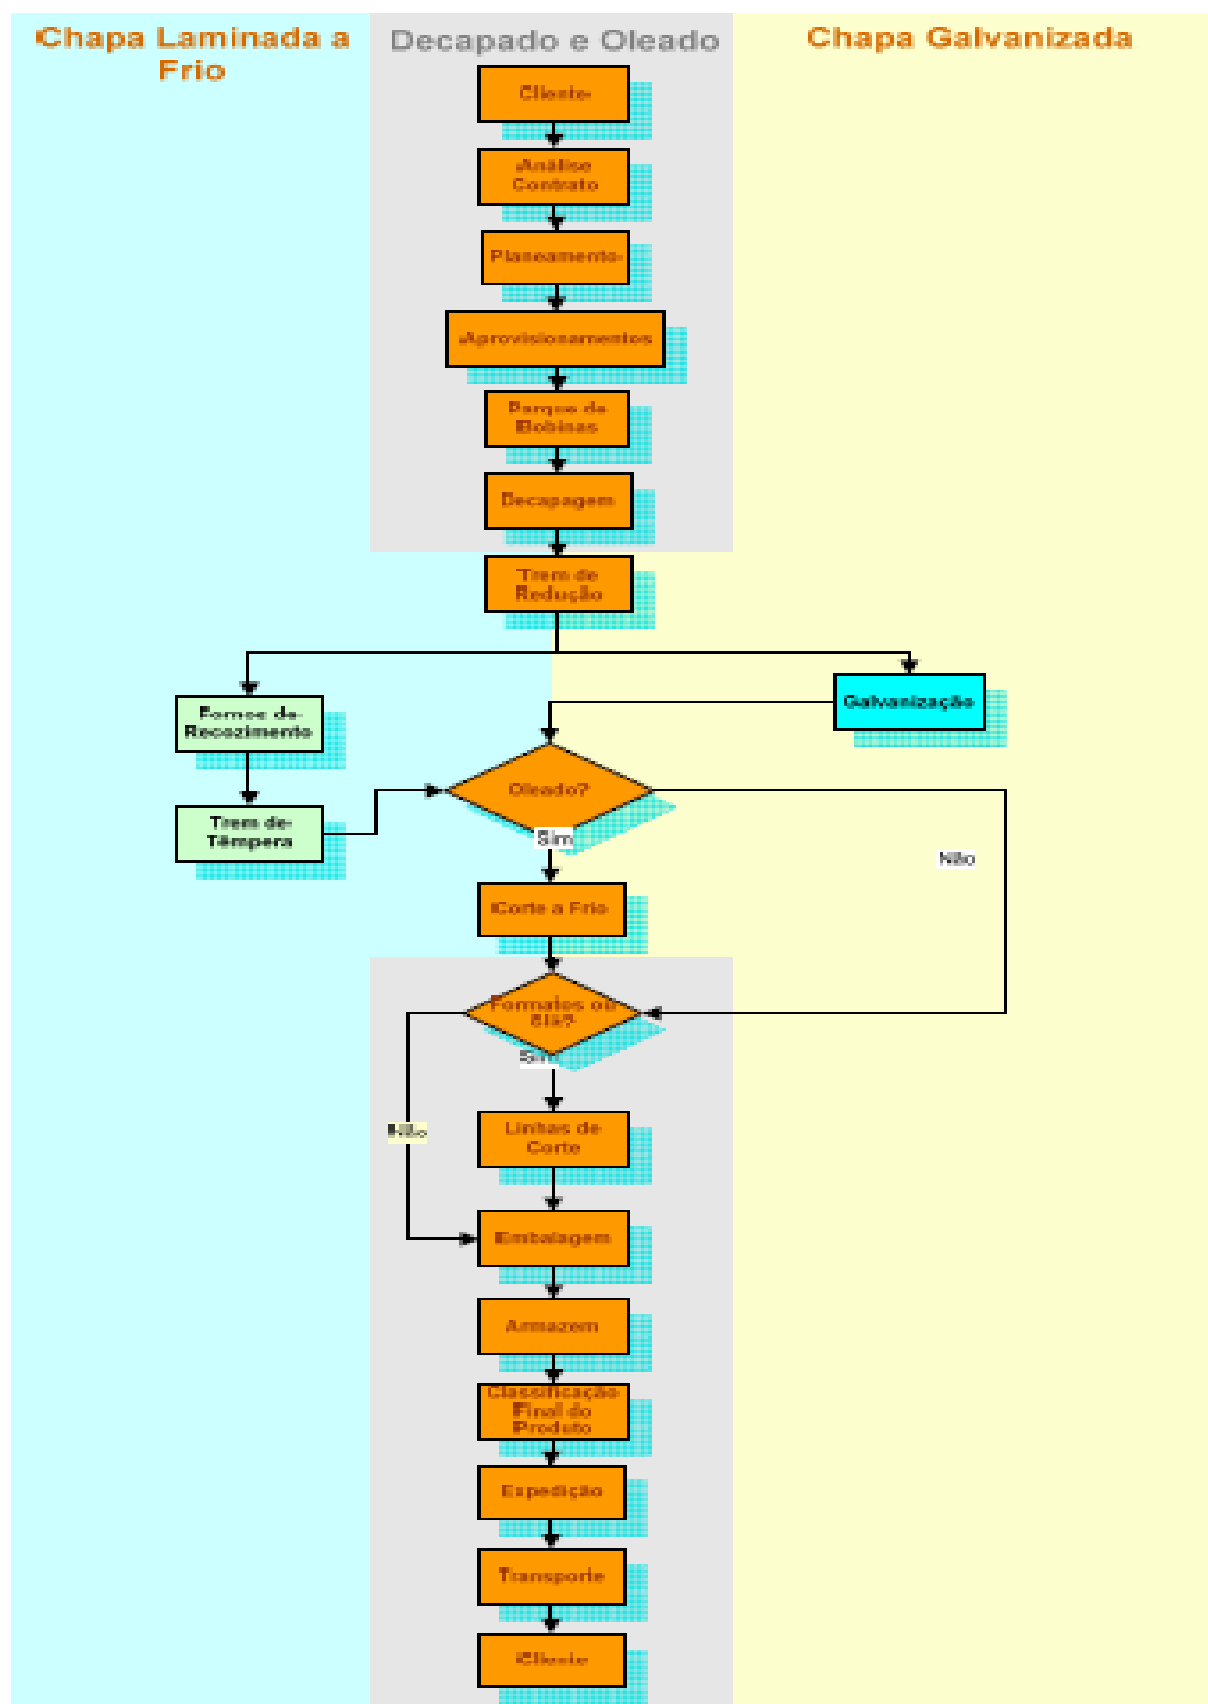 Chapa Laminada a
Frio
Decapado e Oleado
Chapa Galvanizada
Cliente
Análise
Contrato
Planeamento
Aprovisionamentos
Parque de
Bobinas
Decapagem
Trem de
Redução
Fornos de
Recozimento
Galvanização
Trem de
Têmpera
Oleado?
Sim
Não
Corte a Frio
Formatos ou
Slit?
Sim
Não
Linhas de
Corte
Embalagem
Armazem
Classificação
Final do
Produto
Expedição
Transporte
Cliente